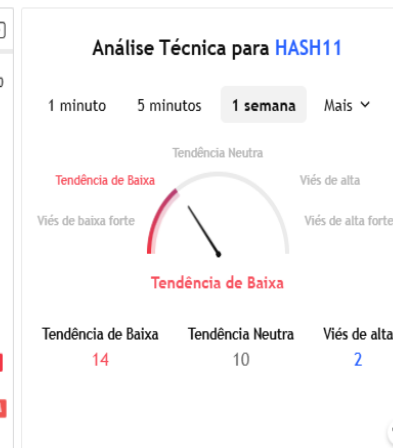 Análise Técnica para HASH11
1 minuto 5 minutos 1 semana Mais
Tendência Neutra
Tendência de Baixa Viés de alta
Viés de baixa forte Viés de alta forte
Tendência de Baixa
Tendência de Baixa Tendência Neutra Viés de alta
14 10 2